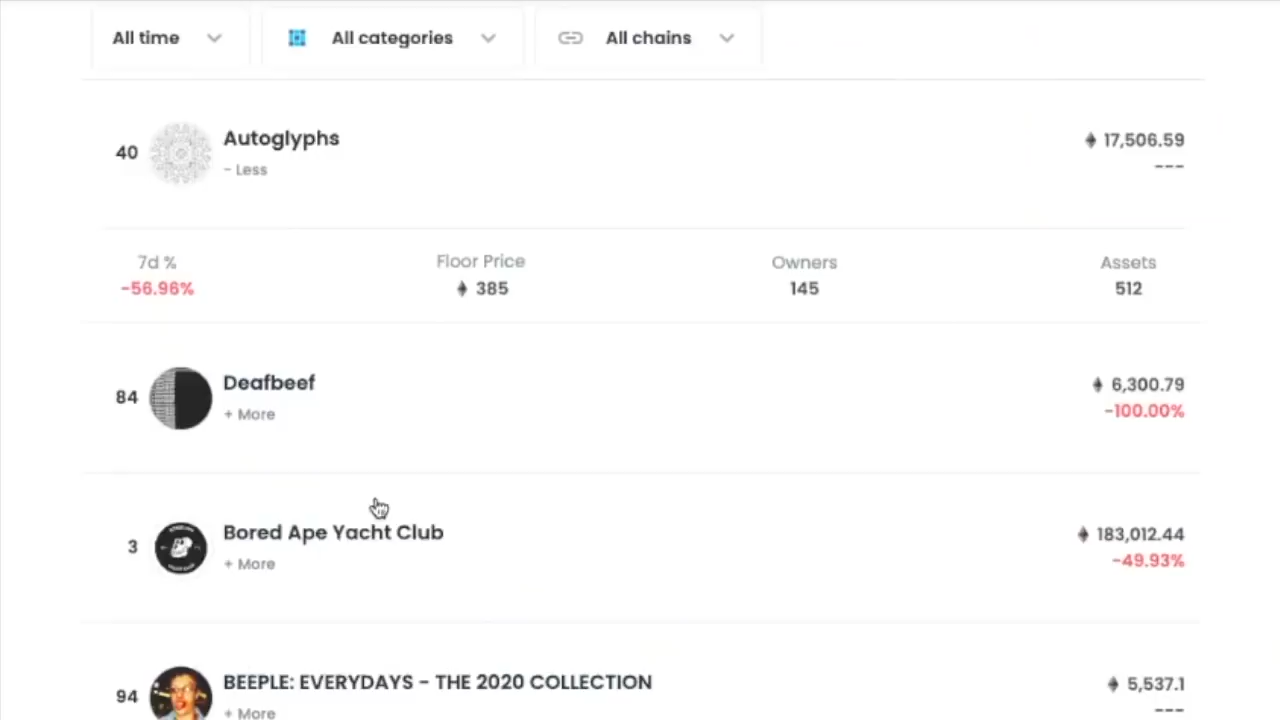 All time All categories All chains
40 Autoglyphs 17,506.59
- Less ---
7d % Floor Price Owners Assets
-56.96% 385 145 512
84 Deafbeef 6,300.79
+ More -100.00%
3 Bored Ape Yacht Club 183,012.44
+ More -49.93%
94 BEEPLE: EVERYDAYS - THE 2020 COLLECTION 5,537.1
+ More ---